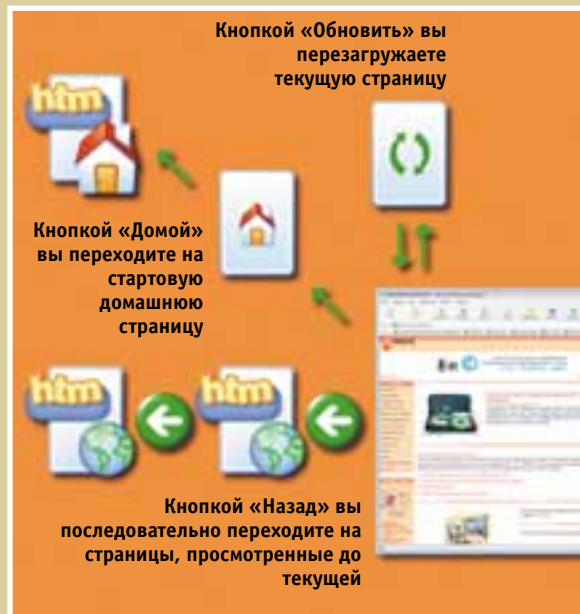 Кнопкой «Обновить» вы
перезагружаете
текущую страницу
htm
Кнопкой «Домой»
вы переходите на
стартовую
домашнюю
страницу
htm
htm
Кнопкой «Назад» вы
последовательно переходите на
страницы, просмотренные до
текущей